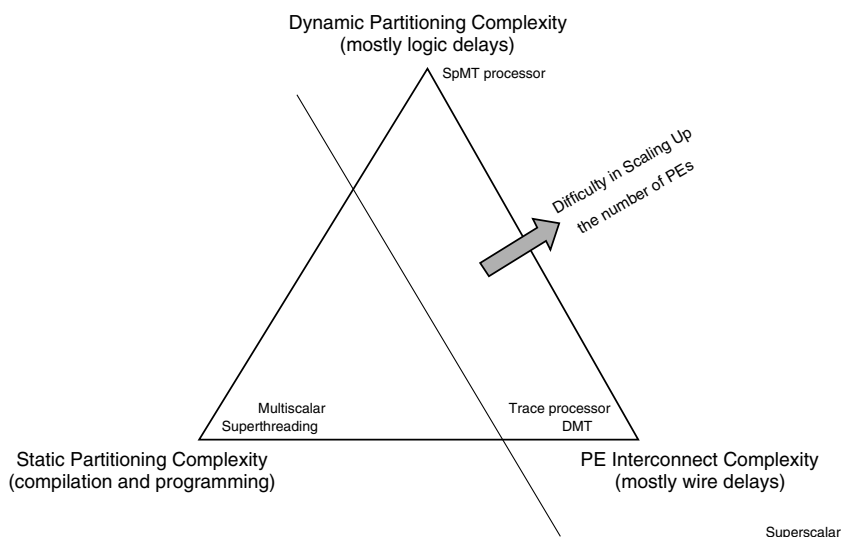 Dynamic Partitioning Complexity
(mostly logic delays)
SpMT processor
Difficulty in Scaling Up
the number of PEs
Multiscalar
Superthreading
Trace processor
DMT
Static Partitioning Complexity
(compilation and programming)
PE Interconnect Complexity
(mostly wire delays)
Superscalar